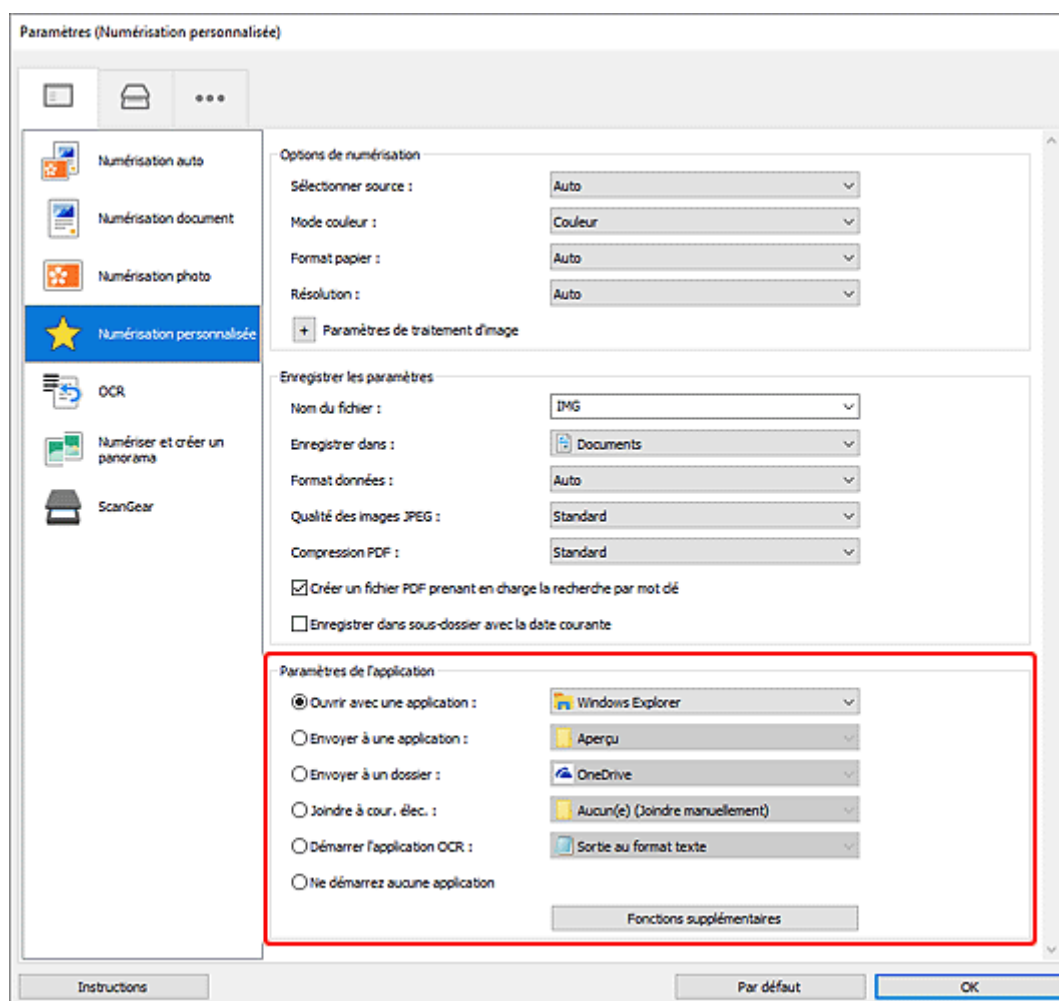 Paramètres (Numérisation personnalisée)
Numérisation auto
Numérisation document
Numérisation photo
Numérisation personnalisée
OCR
Numériser et créer un
panorama
ScanGear
Options de numérisation
Sélectionner source : Auto
Mode couleur : Couleur
Format papier : Auto
Résolution : Auto
+ Paramètres de traitement d'image
Enregistrer les paramètres
Nom du fichier : IMG
Enregistrer dans : Documents
Format données : Auto
Qualité des images JPEG : Standard
Compression PDF : Standard
Créer un fichier PDF prenant en charge la recherche par mot clé
Enregistrer dans sous-dossier avec la date courante
Paramètres de l'application
Ouvrir avec une application : Windows Explorer
Envoyer à une application : Aperçu
Envoyer à un dossier : OneDrive
Joindre à cour. élec. : Aucun(e) (Joindre manuellement)
Démarrer l'application OCR : Sortie au format texte
Ne démarrez aucune application
Fonctions supplémentaires
Instructions Par défaut OK